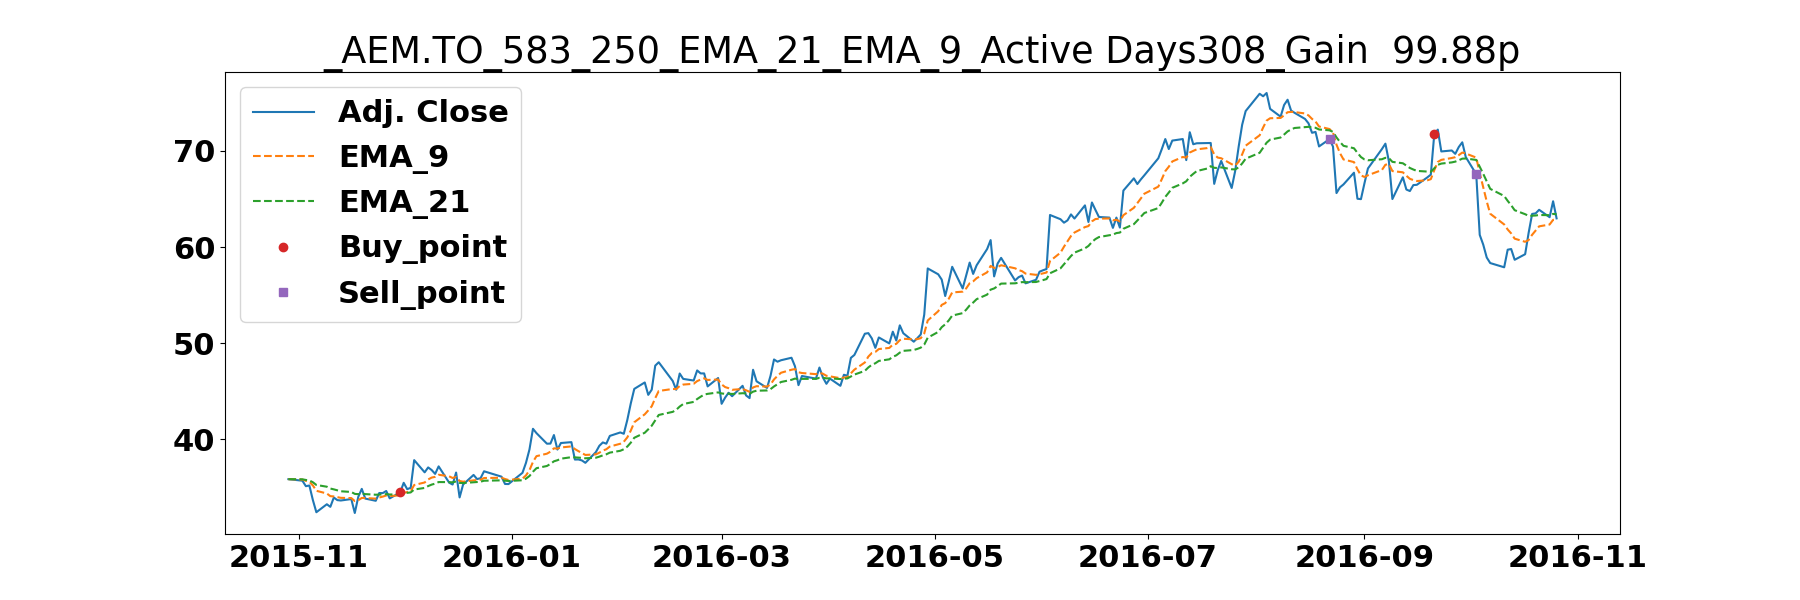 _AEM.TO_583_250_EMA_21_EMA_9_Active Days308_Gain  99.88p
Adj. Close
EMA_9
EMA_21
Buy_point
Sell_point
70
60
50
40
2015-11 2016-01 2016-03 2016-05 2016-07 2016-09 2016-11